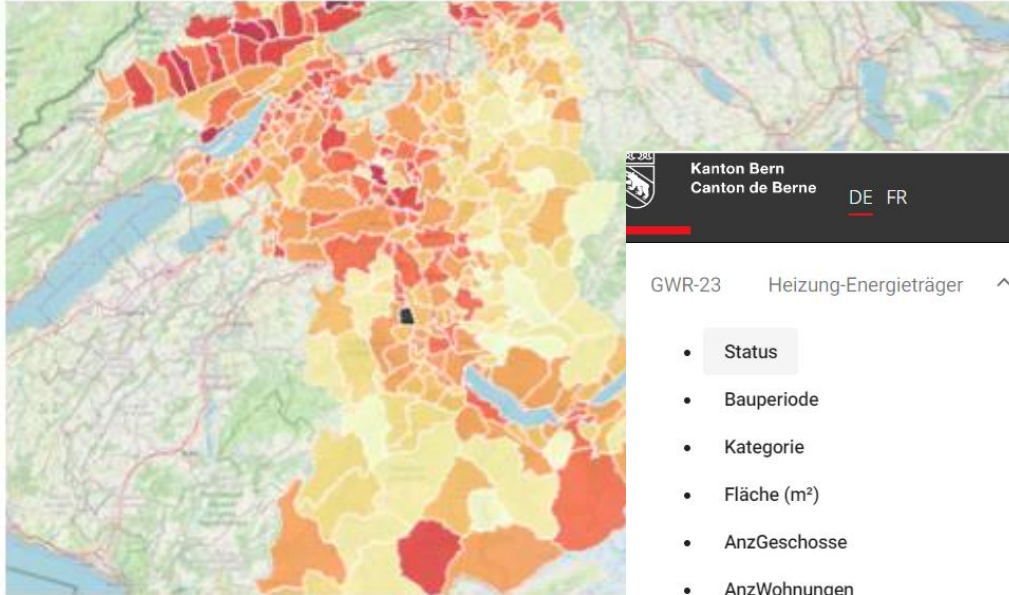 Kanton Bern
Canton de Berne
DE FR
GWR-23 Heizung-Energieträger
Status
Bauperiode
Kategorie
Fläche (m²)
AnzGeschosse
AnzWohnungen